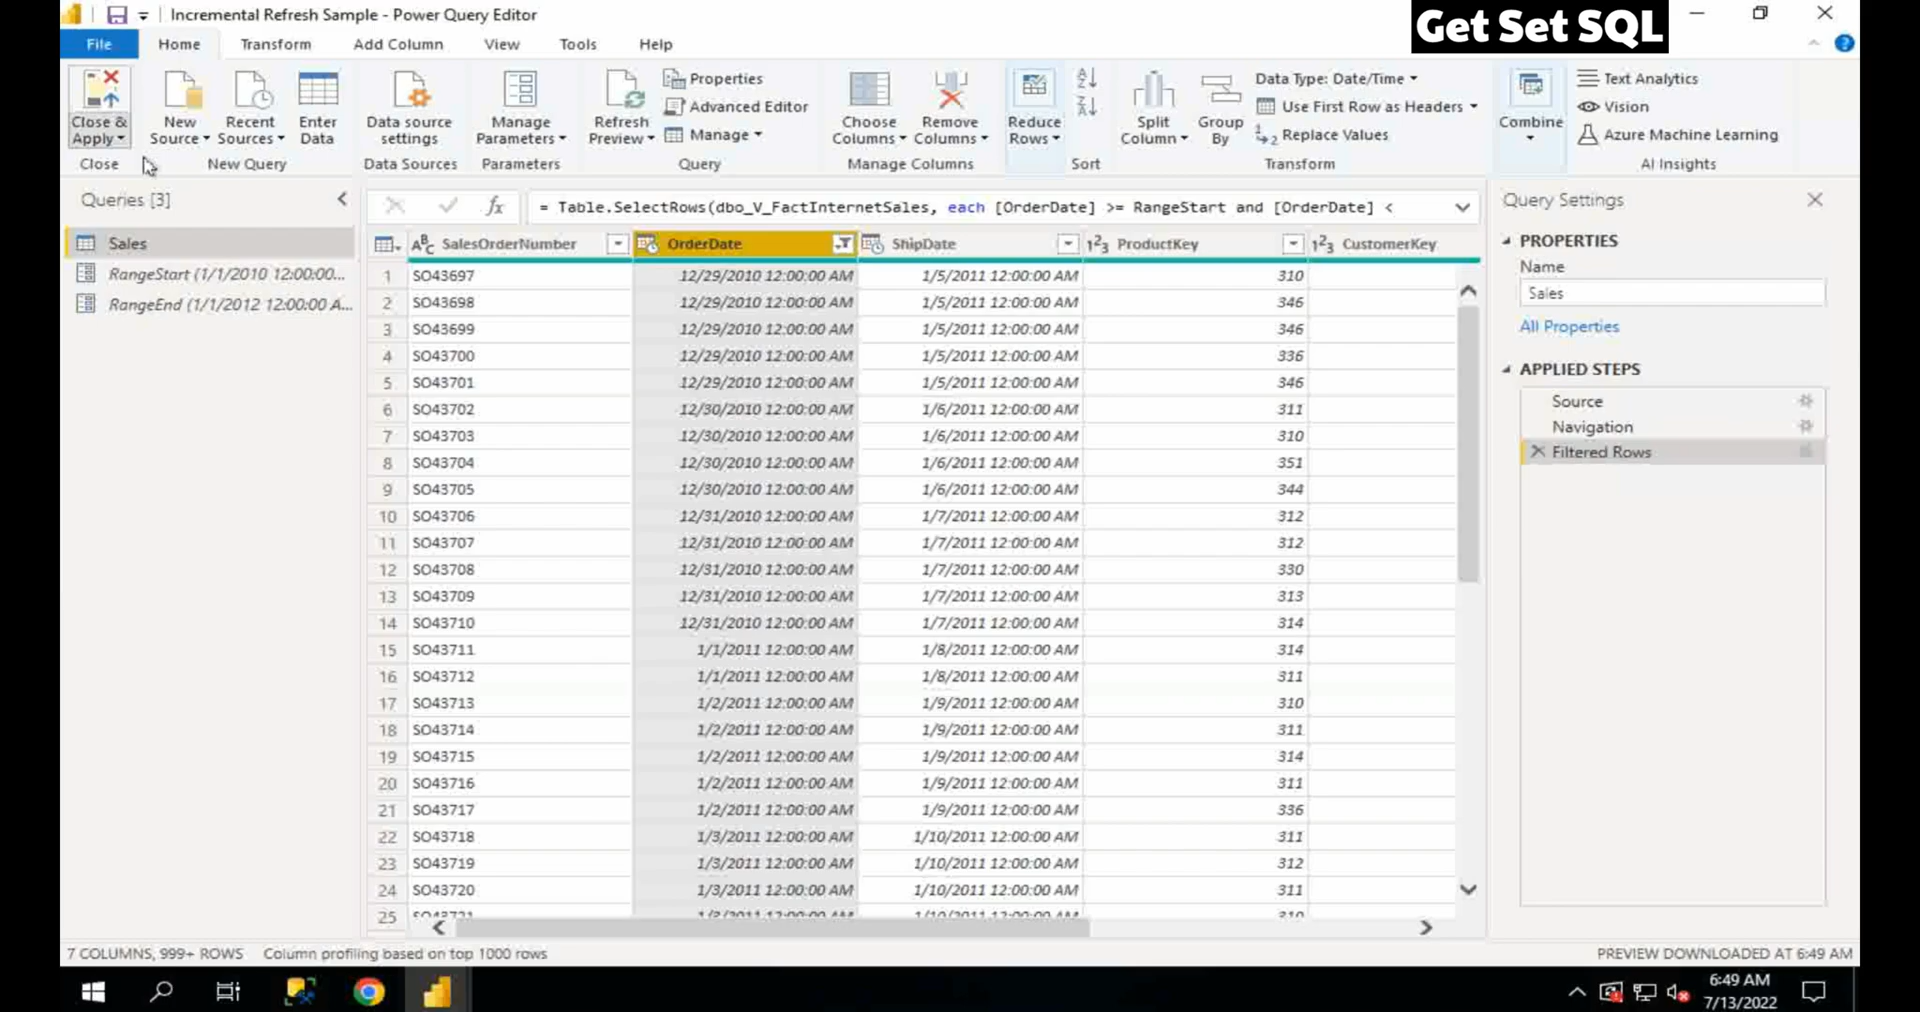 Incremental Refresh Sample - Power Query Editor
Get Set SQL
File Home Transform Add Column View Tools Help
Close & Apply
New Source
Recent Sources
Enter Data
Data source settings
Manage Parameters
Refresh Preview
Properties
Advanced Editor
Manage
Choose Columns
Remove Columns
Reduce Rows
Split Column
Group By
Data Type: Date/Time
Use First Row as Headers
Replace Values
Combine
Text Analytics
Vision
Azure Machine Learning
Close New Query Data Sources Parameters Query Manage Columns Sort Transform AI Insights
Queries [3]
Sales
RangeStart (1/1/2010 12:00:00...
RangeEnd (1/1/2012 12:00:00 A...
= Table.SelectRows(dbo_V_FactInternetSales, each [OrderDate] >= RangeStart and [OrderDate] <
SalesOrderNumber OrderDate ShipDate ProductKey CustomerKey
1 SO43697 12/29/2010 12:00:00 AM 1/5/2011 12:00:00 AM 310
2 SO43698 12/29/2010 12:00:00 AM 1/5/2011 12:00:00 AM 346
3 SO43699 12/29/2010 12:00:00 AM 1/5/2011 12:00:00 AM 346
4 SO43700 12/29/2010 12:00:00 AM 1/5/2011 12:00:00 AM 336
5 SO43701 12/29/2010 12:00:00 AM 1/5/2011 12:00:00 AM 346
6 SO43702 12/30/2010 12:00:00 AM 1/6/2011 12:00:00 AM 311
7 SO43703 12/30/2010 12:00:00 AM 1/6/2011 12:00:00 AM 310
8 SO43704 12/30/2010 12:00:00 AM 1/6/2011 12:00:00 AM 351
9 SO43705 12/30/2010 12:00:00 AM 1/6/2011 12:00:00 AM 344
10 SO43706 12/31/2010 12:00:00 AM 1/7/2011 12:00:00 AM 312
11 SO43707 12/31/2010 12:00:00 AM 1/7/2011 12:00:00 AM 312
12 SO43708 12/31/2010 12:00:00 AM 1/7/2011 12:00:00 AM 330
13 SO43709 12/31/2010 12:00:00 AM 1/7/2011 12:00:00 AM 313
14 SO43710 12/31/2010 12:00:00 AM 1/7/2011 12:00:00 AM 314
15 SO43711 1/1/2011 12:00:00 AM 1/8/2011 12:00:00 AM 314
16 SO43712 1/1/2011 12:00:00 AM 1/8/2011 12:00:00 AM 311
17 SO43713 1/2/2011 12:00:00 AM 1/9/2011 12:00:00 AM 310
18 SO43714 1/2/2011 12:00:00 AM 1/9/2011 12:00:00 AM 311
19 SO43715 1/2/2011 12:00:00 AM 1/9/2011 12:00:00 AM 314
20 SO43716 1/2/2011 12:00:00 AM 1/9/2011 12:00:00 AM 311
21 SO43717 1/2/2011 12:00:00 AM 1/9/2011 12:00:00 AM 336
22 SO43718 1/3/2011 12:00:00 AM 1/10/2011 12:00:00 AM 311
23 SO43719 1/3/2011 12:00:00 AM 1/10/2011 12:00:00 AM 312
24 SO43720 1/3/2011 12:00:00 AM 1/10/2011 12:00:00 AM 311
25
Query Settings
PROPERTIES
Name
Sales
All Properties
APPLIED STEPS
Source
Navigation
Filtered Rows
7 COLUMNS, 999+ ROWS Column profiling based on top 1000 rows
PREVIEW DOWNLOADED AT 6:49 AM
6:49 AM
7/13/2022